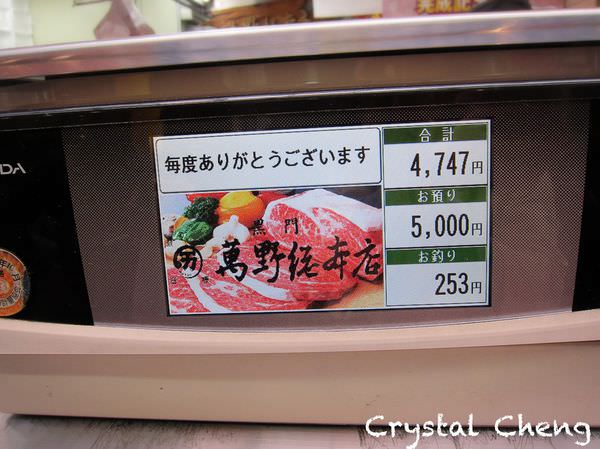 DA
毎度ありがとうございます
合計
4,747円
お預り
5,000円
お釣り
253円
黒門
萬野総本店
Crystal Cheng